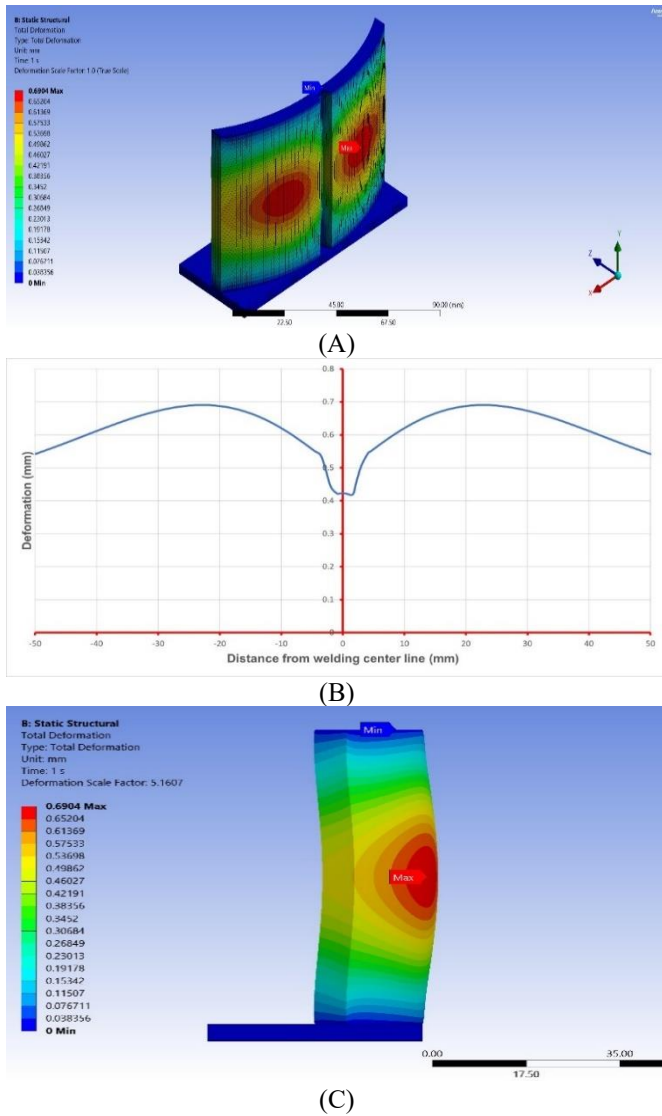 B: Static Structural
Total Deformation
Type: Total Deformation
Unit: mm
Time: 1 s
Deformation Scale Factor: 1.0 (True Scale)
0.6904 Max
0.65204
0.61369
0.57533
0.53698
0.49862
0.46027
0.42191
0.38356
0.3452
0.30684
0.26849
0.23013
0.19178
0.15342
0.11507
0.076711
0.038356
0 Min
Min
Max
Y
Z
X
22.50
45.00
67.50
90.00 (mm)
(A)
Deformation (mm)
0.8
0.7
0.6
0.5
0.4
0.3
0.2
0.1
0
-50 -40 -30 -20 -10 0 10 20 30 40 50
Distance from welding center line (mm)
(B)
B: Static Structural
Total Deformation
Type: Total Deformation
Unit: mm
Time: 1 s
Deformation Scale Factor: 5.1607
0.6904 Max
0.65204
0.61369
0.57533
0.53698
0.49862
0.46027
0.42191
0.38356
0.3452
0.30684
0.26849
0.23013
0.19178
0.15342
0.11507
0.076711
0.038356
0 Min
Min
Max
0.00
17.50
35.00
(C)